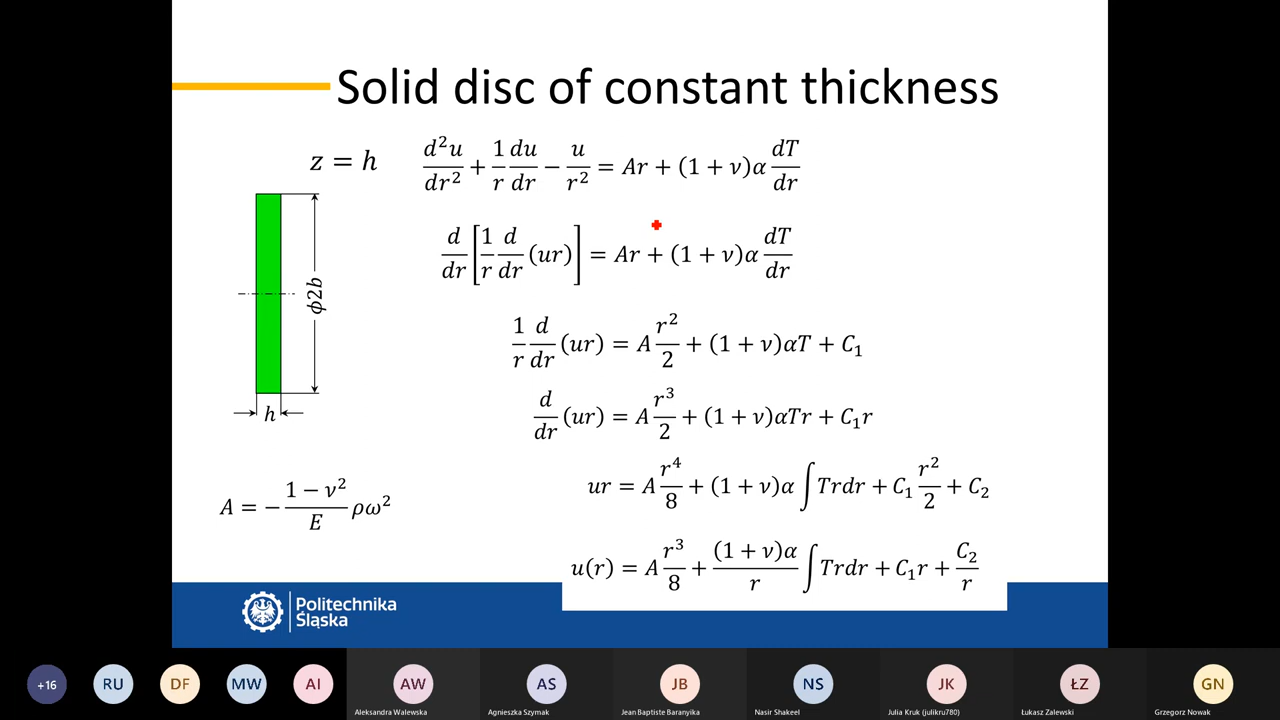 Solid disc of constant thickness
z = h
d²u/dr² + 1/r du/dr − u/r² = Ar + (1 + ν)α dT/dr
d/dr [1/r d/dr (ur)] = Ar + (1 + ν)α dT/dr
ϕ2b
1/r d/dr (ur) = A r²/2 + (1 + ν)αT + C₁
h
d/dr (ur) = A r³/2 + (1 + ν)αTr + C₁r
ur = A r⁴/8 + (1 + ν)α ∫ Trdr + C₁ r²/2 + C₂
A = − (1 − ν²)/E ρω²
u(r) = A r³/8 + (1 + ν)α/r ∫ Trdr + C₁r + C₂/r
Politechnika
Śląska
+16
RU
DF
MW
AI
AW
AS
JB
NS
JK
ŁZ
GN
Aleksandra Walewska
Agnieszka Szymak
Jean Baptiste Baranyika
Nasir Shakeel
Julia Kruk (julikru780)
Łukasz Zalewski
Grzegorz Nowak